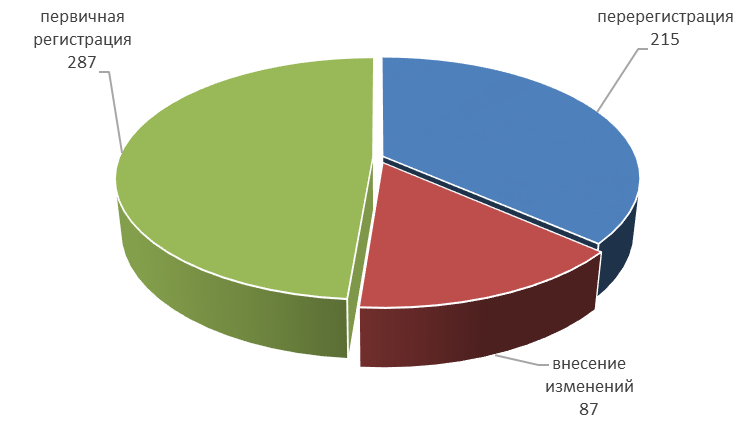 первичная
регистрация
287
перерегистрация
215
внесение
изменений
87